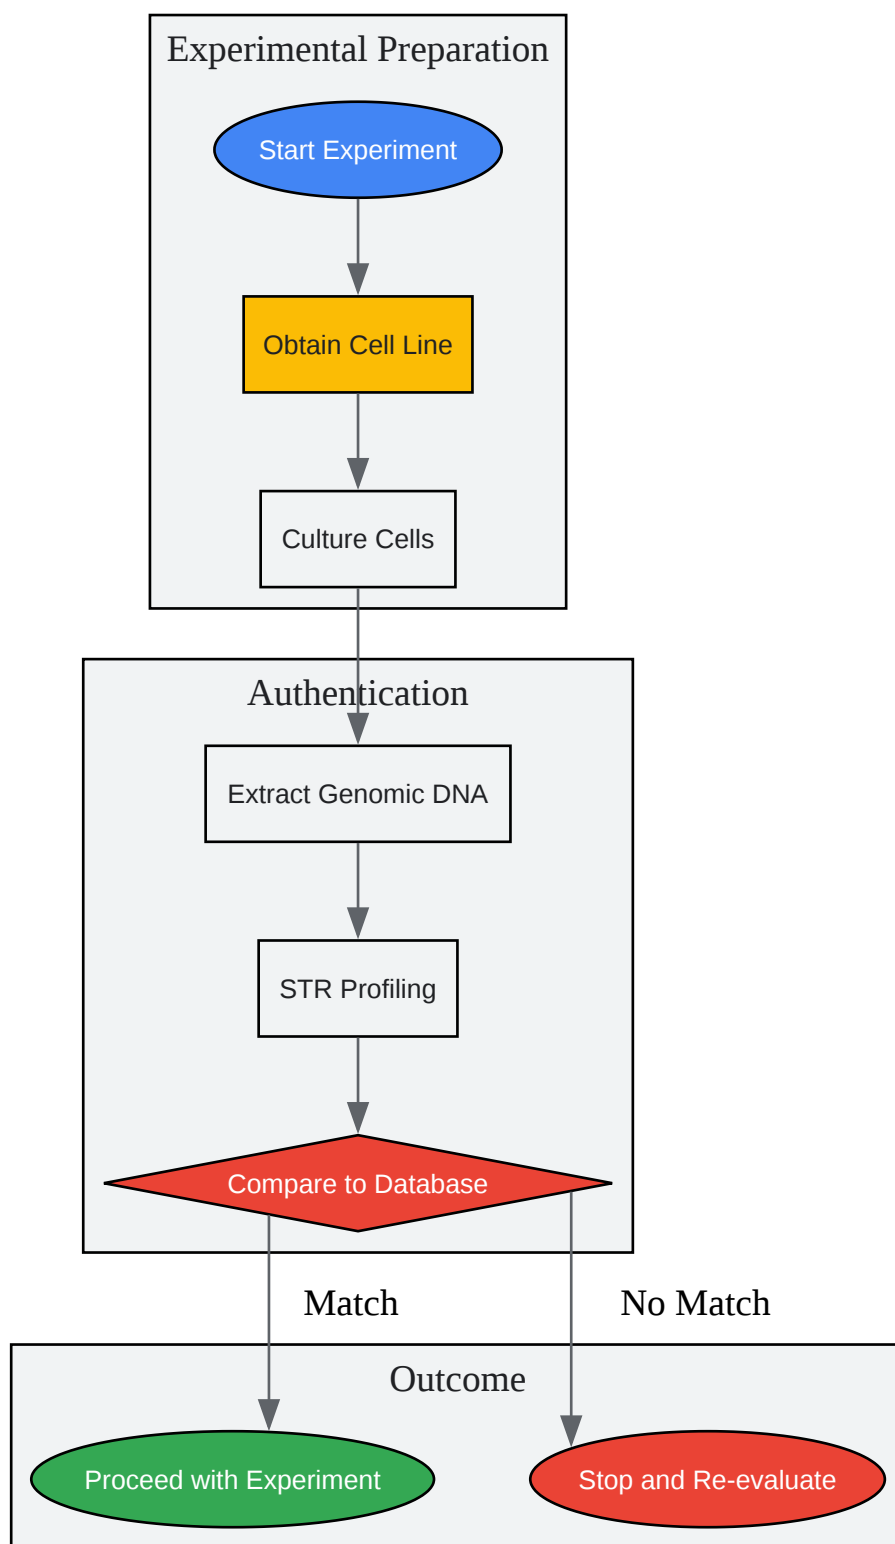 Experimental Preparation
Start Experiment
Obtain Cell Line
Culture Cells
Authentication
Extract Genomic DNA
STR Profiling
Compare to Database
Match
No Match
Outcome
Proceed with Experiment
Stop and Re-evaluate